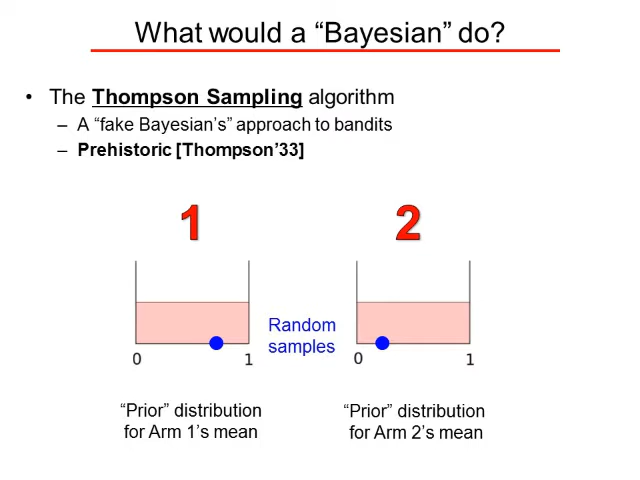 What would a “Bayesian” do?
• The Thompson Sampling algorithm
– A “fake Bayesian’s” approach to bandits
– Prehistoric [Thompson’33]
1
2
Random
samples
0 1
0 1
“Prior” distribution
for Arm 1’s mean
“Prior” distribution
for Arm 2’s mean